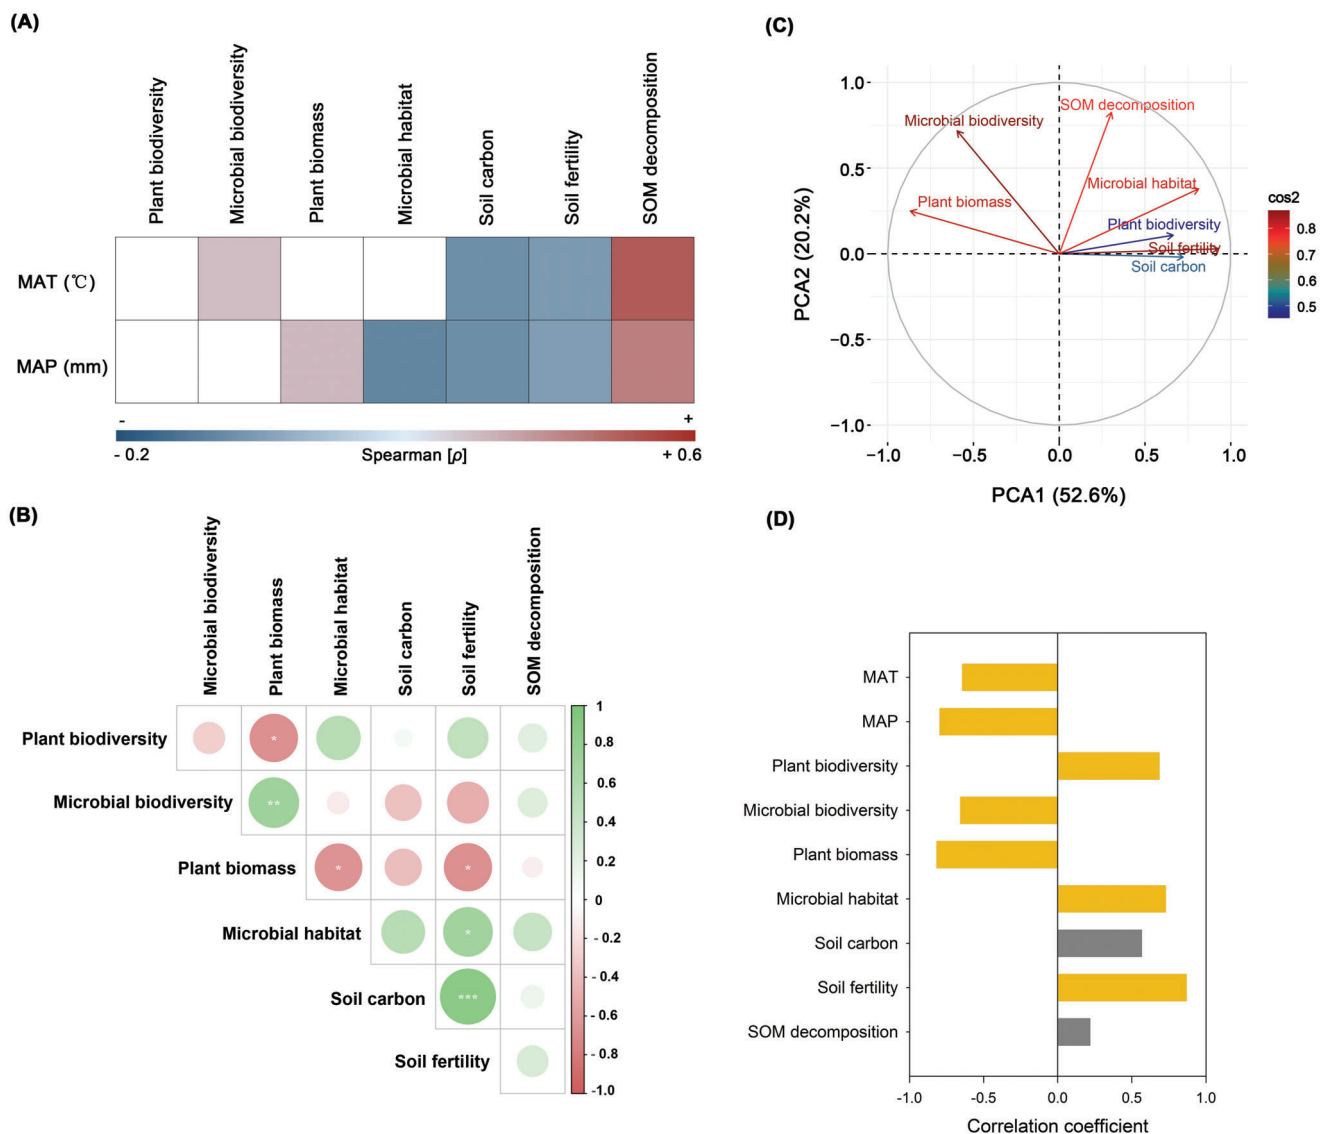 (A)
Plant biodiversity
Microbial biodiversity
Plant biomass
Microbial habitat
Soil carbon
Soil fertility
SOM decomposition
MAT (℃)
MAP (mm)
- +
- 0.2 Spearman [ρ] + 0.6
(B)
Microbial biodiversity
Plant biomass
Microbial habitat
Soil carbon
Soil fertility
SOM decomposition
Plant biodiversity
*
Microbial biodiversity
**
Plant biomass
* *
Microbial habitat
*
Soil carbon
***
Soil fertility
1
0.8
0.6
0.4
0.2
0
- 0.2
- 0.4
- 0.6
- 0.8
-1.0
(C)
PCA2 (20.2%)
1.0
0.5
0.0
−0.5
−1.0
SOM decomposition
Microbial biodiversity
Microbial habitat
Plant biomass
Plant biodiversity
Soil fertility
Soil carbon
−1.0 −0.5 0.0 0.5 1.0
PCA1 (52.6%)
cos2
0.8
0.7
0.6
0.5
(D)
MAT
MAP
Plant biodiversity
Microbial biodiversity
Plant biomass
Microbial habitat
Soil carbon
Soil fertility
SOM decomposition
-1.0 -0.5 0.0 0.5 1.0
Correlation coefficient